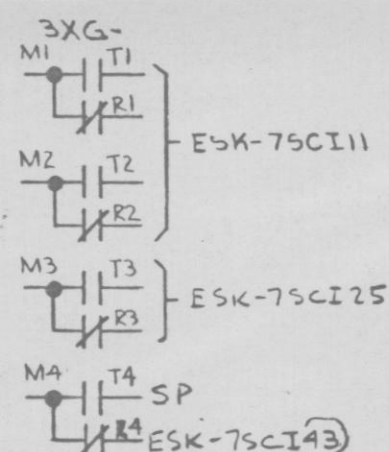 3XG-
M1 T1
R1
ESK-7SCI11
M2 T2
R2
M3 T3
ESK-7SCI25
R3
M4 T4 SP
R4 ESK-7SCI43